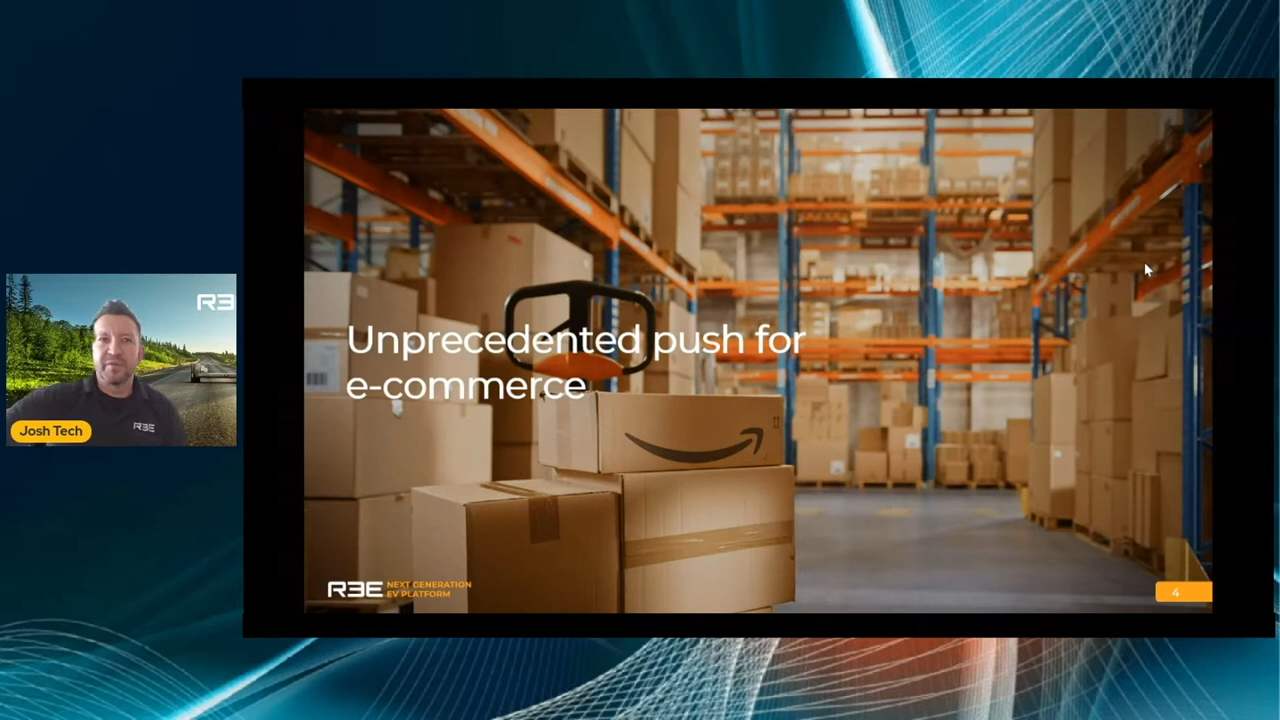 R3
R3E
Josh Tech
Unprecedented push for
e-commerce
R3E NEXT GENERATION
EV PLATFORM
4